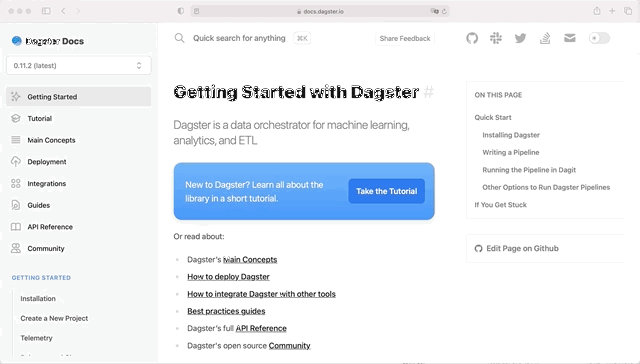 docs.dagster.io
Dagster Docs
Quick search for anything
⌘K
Share Feedback
0.11.2 (latest)
Getting Started
Tutorial
Main Concepts
Deployment
Integrations
Guides
API Reference
Community
GETTING STARTED
Installation
Create a New Project
Telemetry
Getting Started with Dagster #
Dagster is a data orchestrator for machine learning,
analytics, and ETL
New to Dagster? Learn all about the
library in a short tutorial.
Take the Tutorial
Or read about:
Dagster's Main Concepts
How to deploy Dagster
How to integrate Dagster with other tools
Best practices guides
Dagster's full API Reference
Dagster's open source Community
ON THIS PAGE
Quick Start
Installing Dagster
Writing a Pipeline
Running the Pipeline in Dagit
Other Options to Run Dagster Pipelines
If You Get Stuck
Edit Page on Github